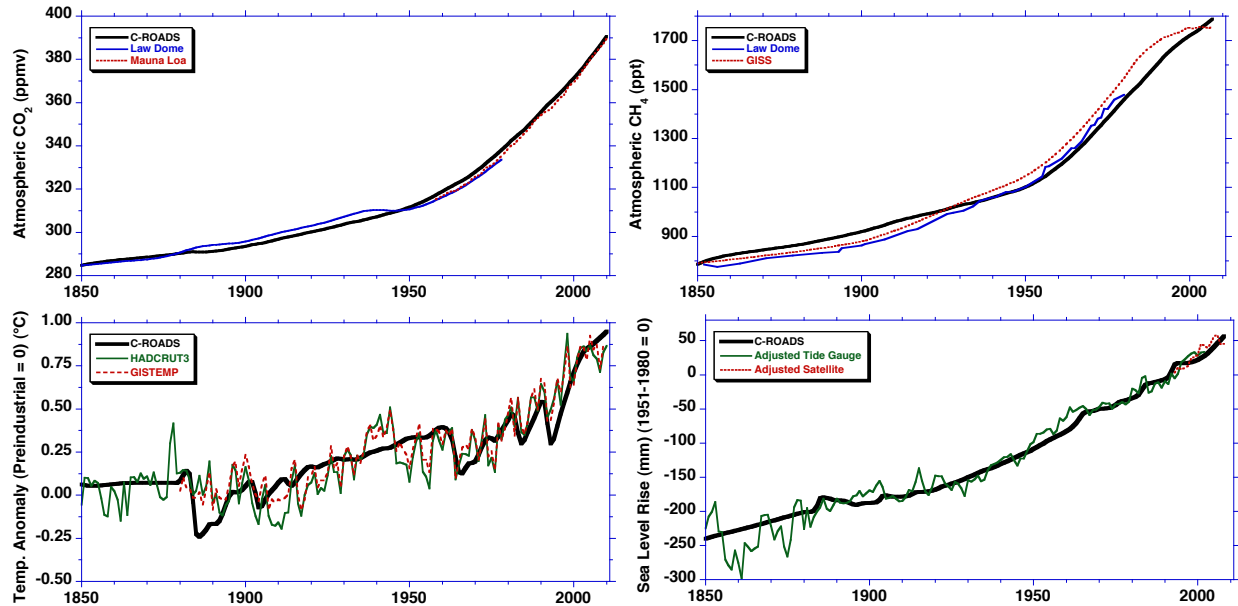 Atmospheric CO2 (ppmv)
400
380
360
340
320
300
280
C-ROADS
Law Dome
Mauna Loa
1850
1900
1950
2000
Atmospheric CH4 (ppt)
1700
1500
1300
1100
900
C-ROADS
Law Dome
GISS
1850
1900
1950
2000
Temp. Anomaly (Preindustrial = 0) (°C)
1.00
0.75
0.50
0.25
0.00
-0.25
-0.50
C-ROADS
HADCRUT3
GISTEMP
1850
1900
1950
2000
Sea Level Rise (mm) (1951-1980 = 0)
50
0
-50
-100
-150
-200
-250
-300
C-ROADS
Adjusted Tide Gauge
Adjusted Satellite
1850
1900
1950
2000